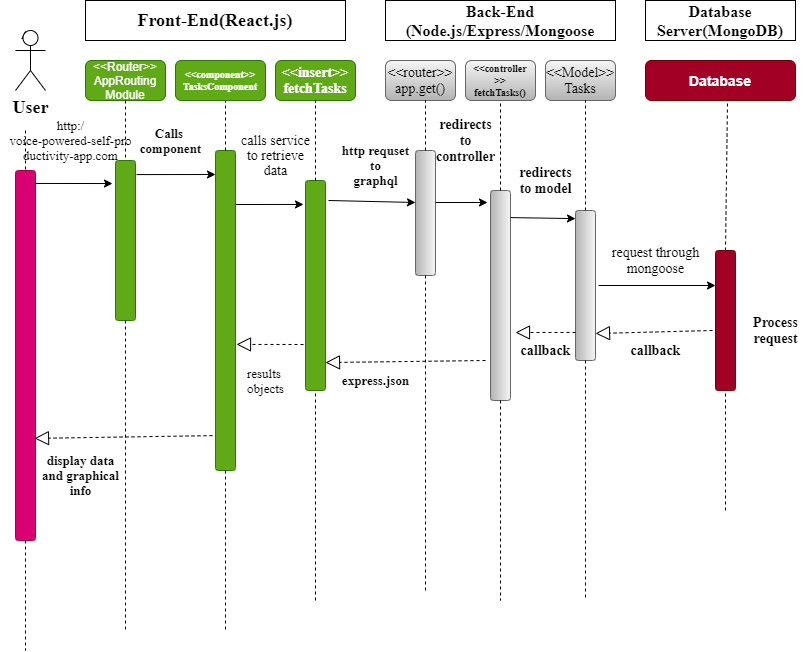 Front-End(React.js)
Back-End
(Node.js/Express/Mongoose
Database
Server(MongoDB)
User
<<Router>>
AppRouting
Module
<<component>>
TasksComponent
<<insert>>
fetchTasks
<<router>>
app.get()
<<controller
>>
fetchTasks()
<<Model>>
Tasks
Database
http:/
voice-powered-self-pro
ductivity-app.com
Calls
component
calls service
to retrieve
data
http requset
to
graphql
redirects
to
controller
redirects
to model
request through
mongoose
Process
request
callback
callback
express.json
results
objects
display data
and graphical
info